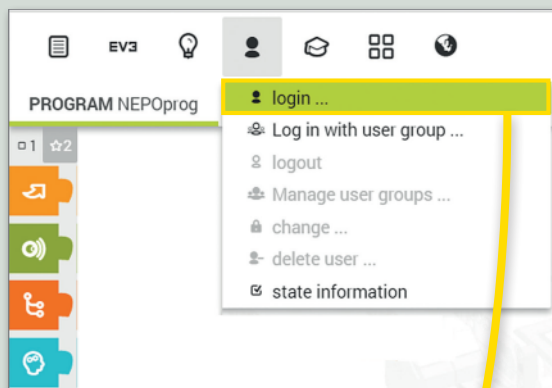 EV3
PROGRAM NEPOprog
1 2
login ...
Log in with user group ...
logout
Manage user groups ...
change ...
delete user ...
state information